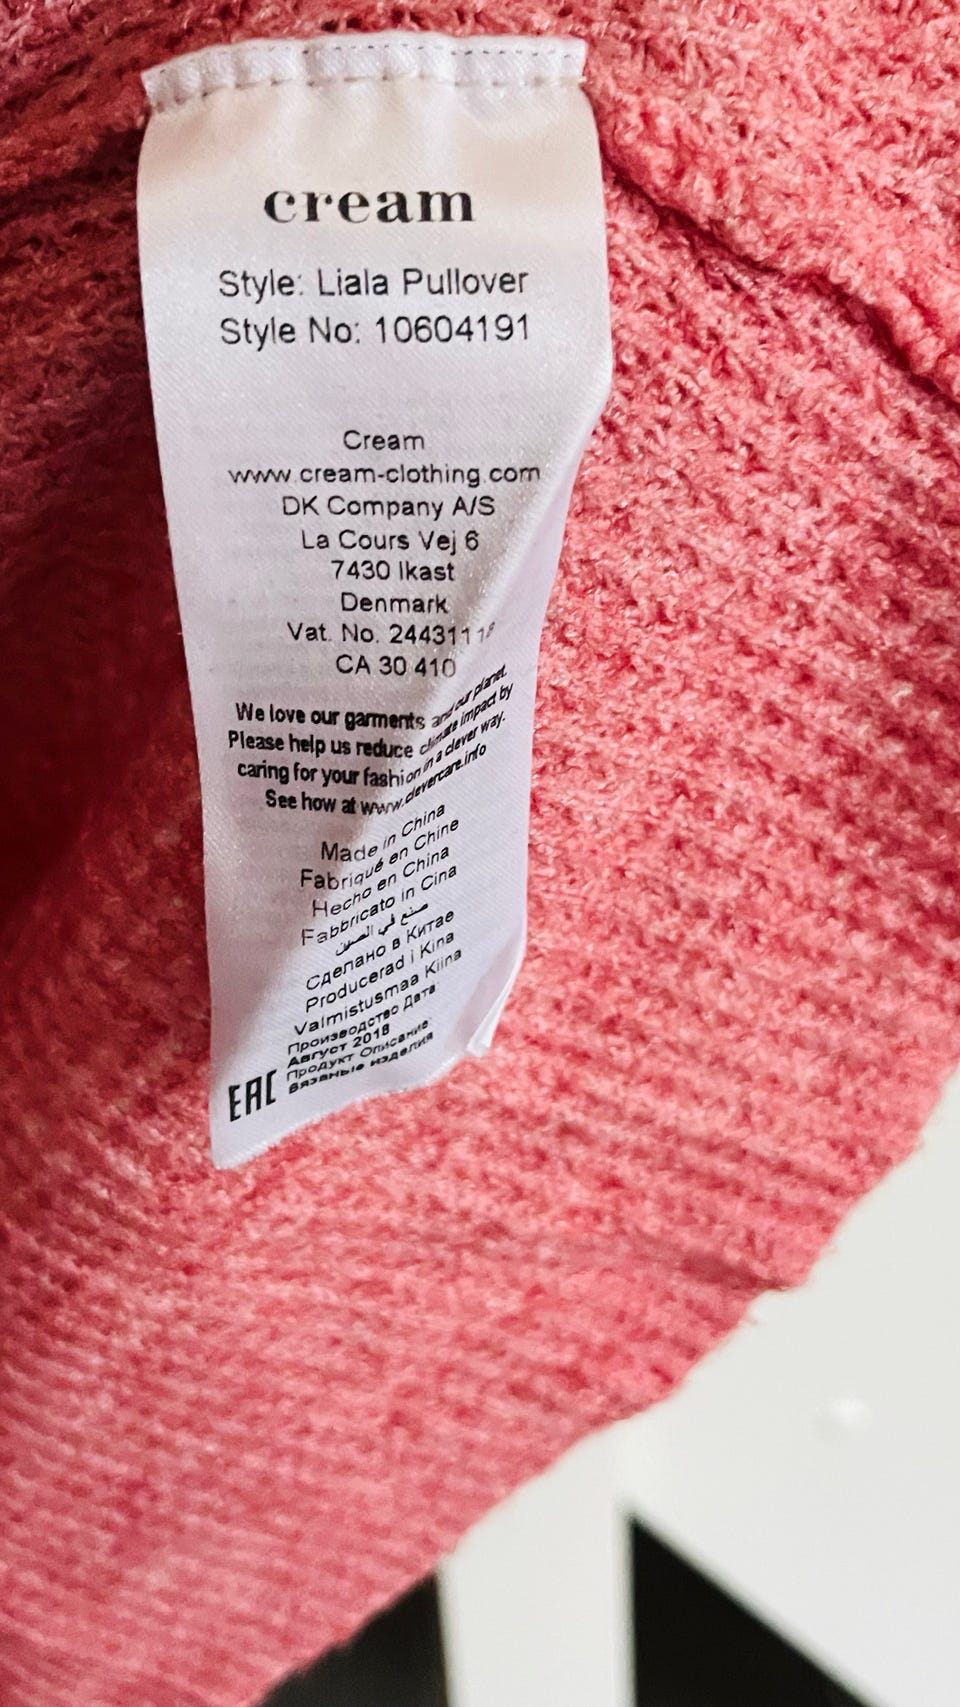 cream
Style: Liala Pullover
Style No: 10604191
Cream
www.cream-clothing.com
DK Company A/S
La Cours Vej 6
7430 Ikast
Denmark
Vat. No. 24431118
CA 30 410
We love our garments and our planet.
Please help us reduce climate impact by
caring for your fashion in a clever way.
See how at www.clevercare.info
Made in China
Fabriqué en Chine
Hecho en China
Fabbricato in Cina
صنع في الصين
Сделано в Китае
Producerad i Kina
Valmistusmaa Kiina
Производство Дата:
Август 2018
Продукт Описание:
Вязаные изделия
EAC